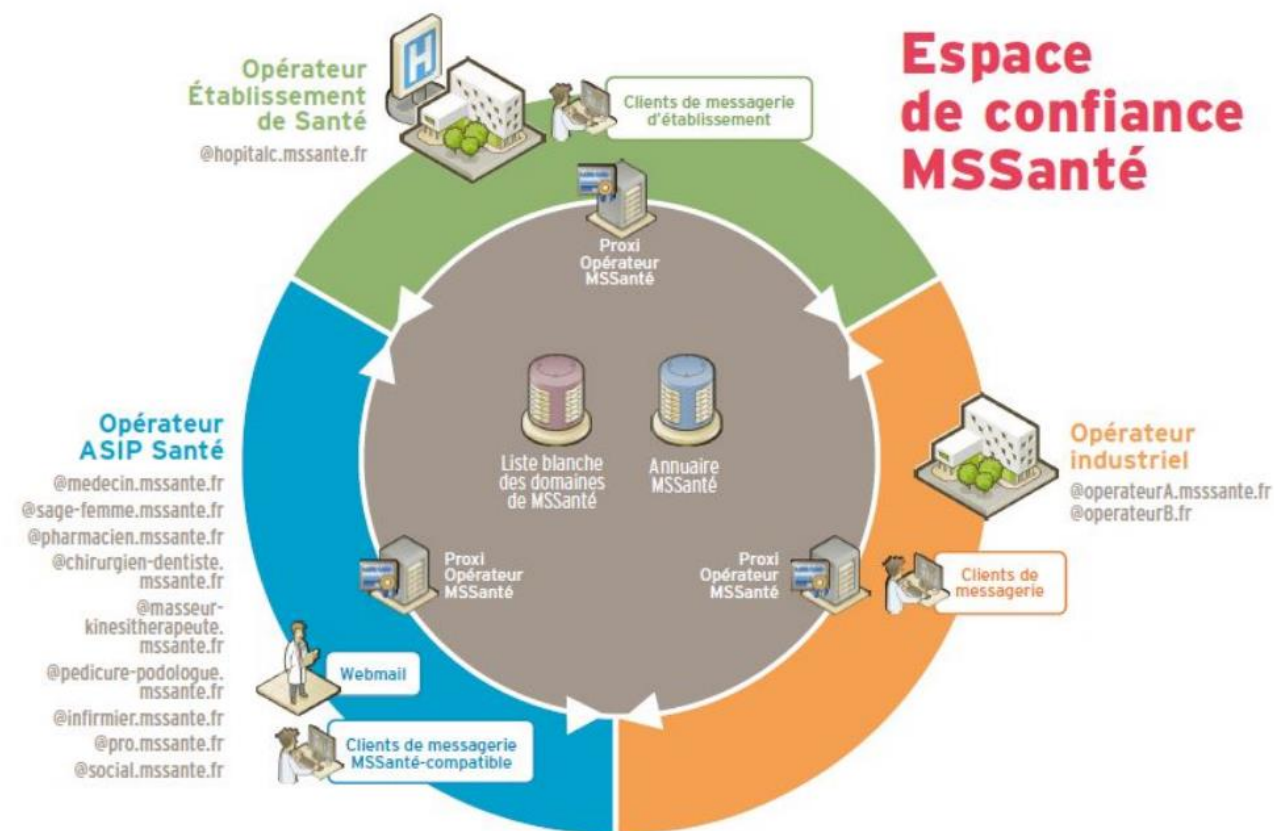 Espace
de confiance
MSSanté
Opérateur
Établissement
de Santé
@hopitalc.mssante.fr
H
Clients de messagerie
d'établissement
Proxi
Opérateur
MSSanté
Liste blanche
des domaines
de MSSanté
Annuaire
MSSanté
Opérateur
ASIP Santé
@medecin.mssante.fr
@sage-femme.mssante.fr
@pharmacien.mssante.fr
@chirurgien-dentiste.
mssante.fr
@masseur-
kinesitherapeute.
mssante.fr
@pedicure-podologue.
mssante.fr
@infirmier.mssante.fr
@pro.mssante.fr
@social.mssante.fr
Proxi
Opérateur
MSSanté
Webmail
Clients de messagerie
MSSanté-compatible
Proxi
Opérateur
MSSanté
Opérateur
industriel
@operateurA.msssante.fr
@operateurB.fr
Clients de
messagerie